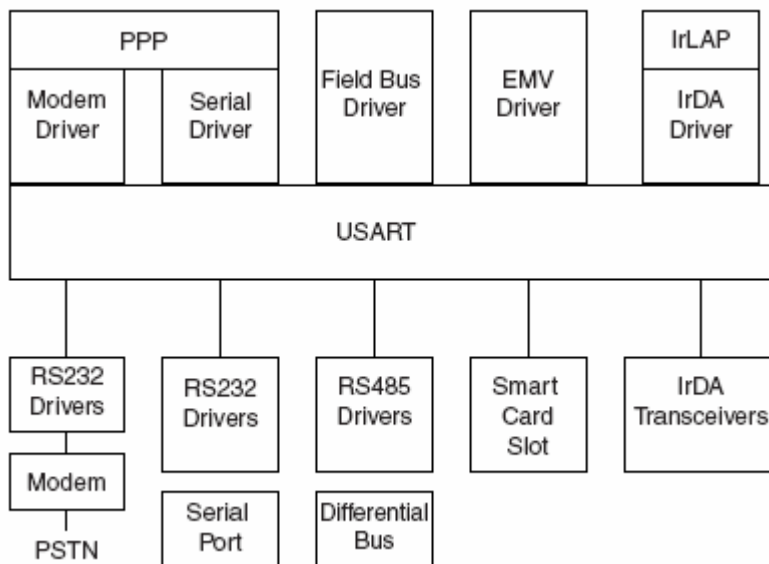 PPP
Modem
Driver
Serial
Driver
Field Bus
Driver
EMV
Driver
IrLAP
IrDA
Driver
USART
RS232
Drivers
Modem
PSTN
RS232
Drivers
Serial
Port
RS485
Drivers
Differential
Bus
Smart
Card
Slot
IrDA
Transceivers